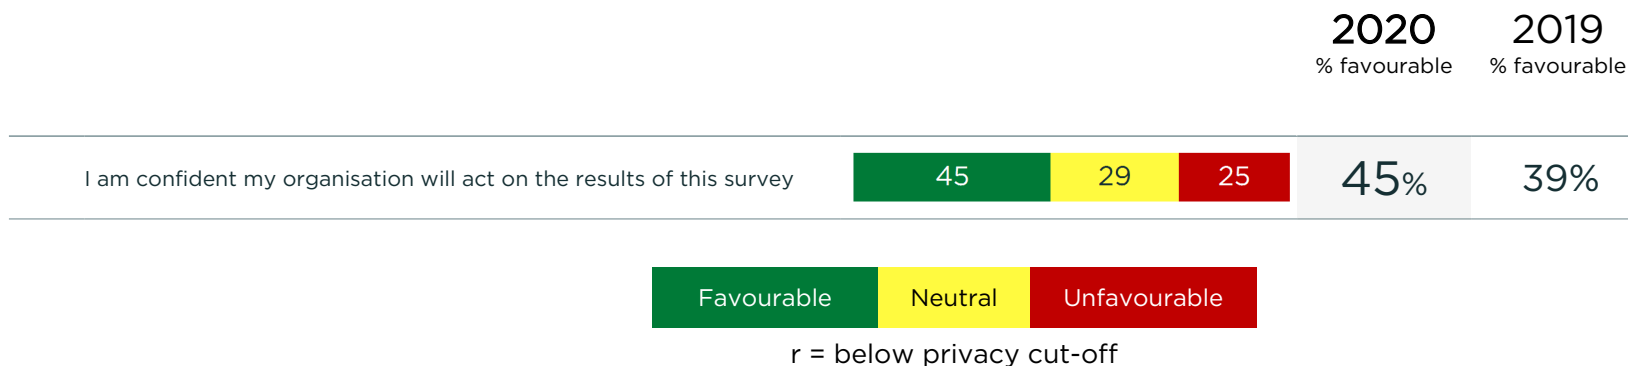 2020 2019
% favourable % favourable
I am confident my organisation will act on the results of this survey 45 29 25 45% 39%
Favourable Neutral Unfavourable
r = below privacy cut-off